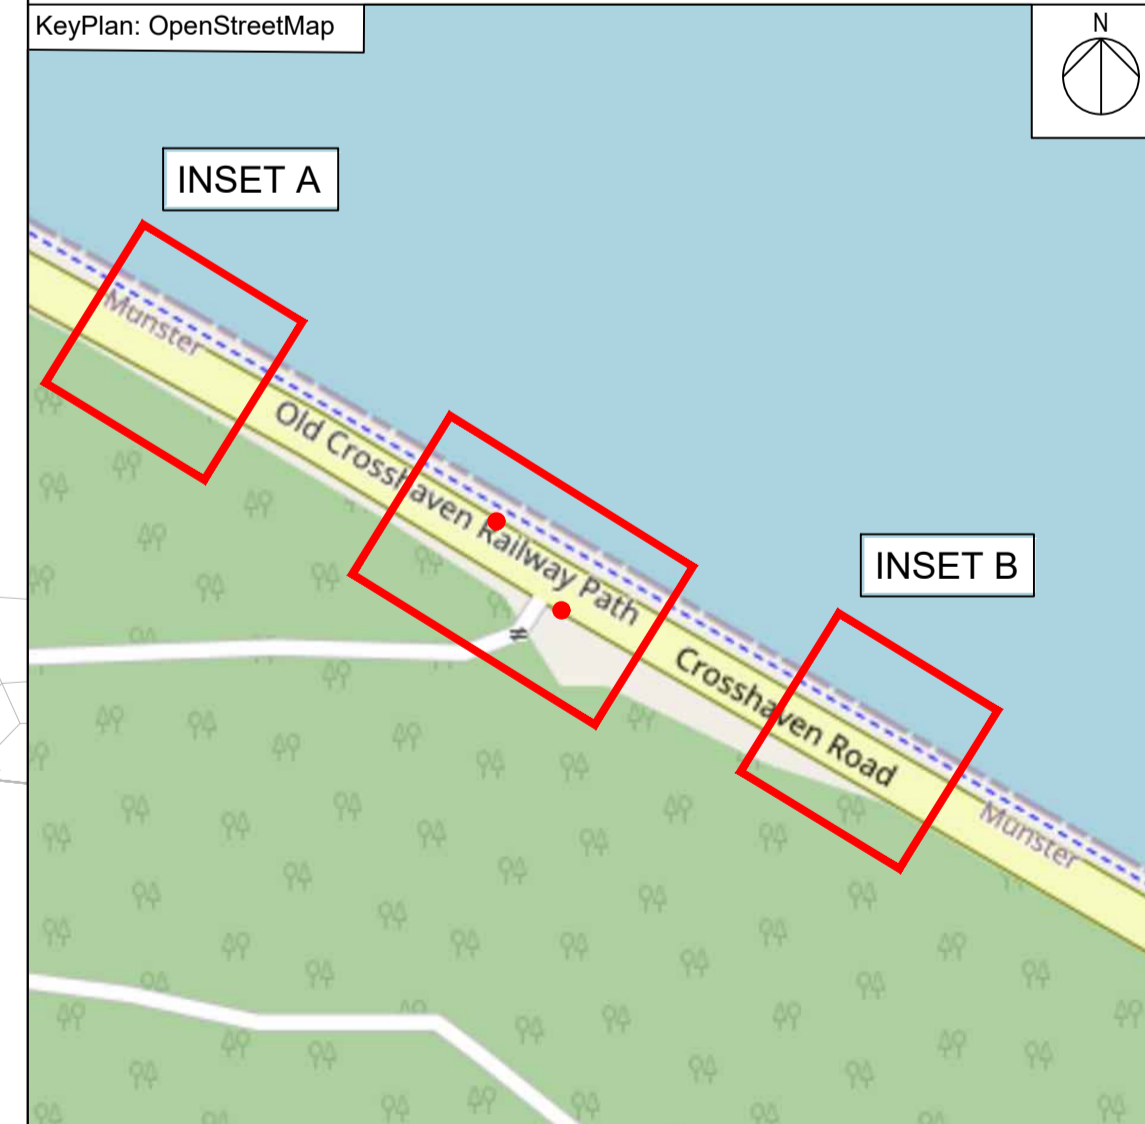 KeyPlan: OpenStreetMap
N
INSET A
Munster
Old Crosshaven Railway Path
INSET B
Crosshaven Road
Munster